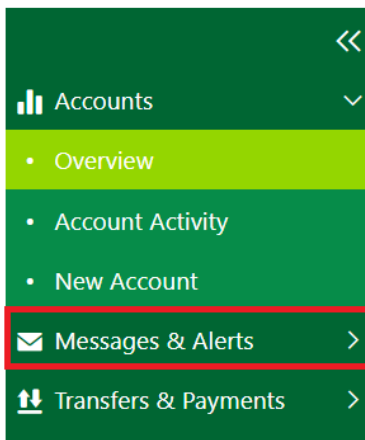 Accounts
Overview
Account Activity
New Account
Messages & Alerts
Transfers & Payments